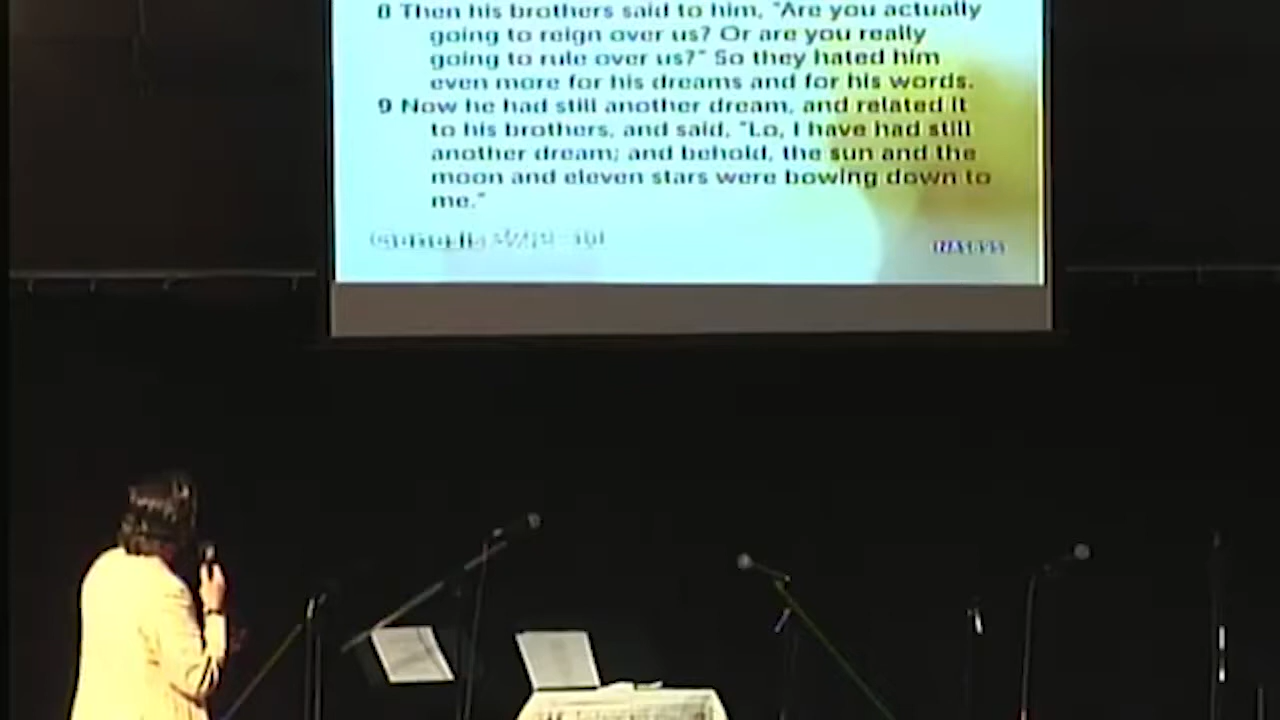 8 Then his brothers said to him, "Are you actually
going to reign over us? Or are you really
going to rule over us?" So they hated him
even more for his dreams and for his words.
9 Now he had still another dream, and related it
to his brothers, and said, "Lo, I have had still
another dream; and behold, the sun and the
moon and eleven stars were bowing down to
me."